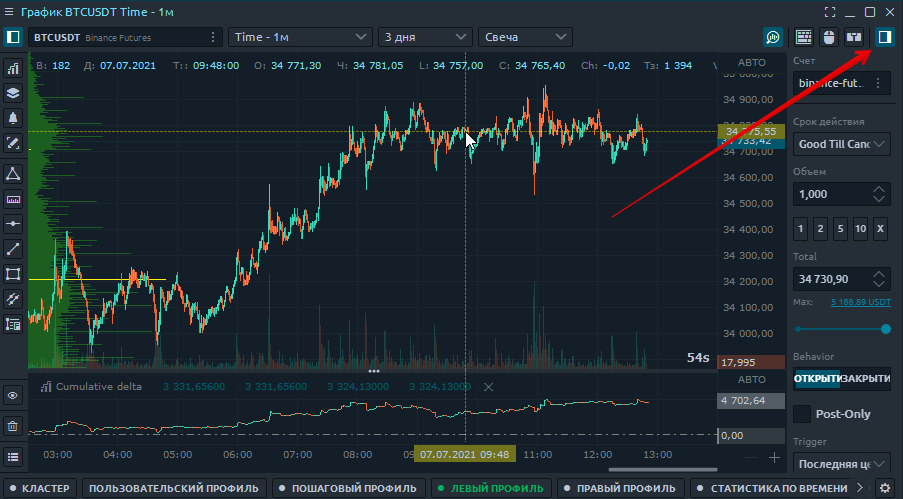 График BTCUSDT Time - 1м
BTCUSDT Binance Futures
Time - 1м
3 дня
Свеча
В: 182 Д: 07.07.2021 Т:: 09:48:00 О: 34 771,30 Ч: 34 781,05 L: 34 757,00 С: 34 765,40 Ch: -0,02 Тз: 1 394
АВТО
34 900,00
34 775,55
34 733,42
34 700,00
34 600,00
34 500,00
34 400,00
34 300,00
34 200,00
34 100,00
34 000,00
54s
17,995
Cumulative delta 3 331,65600 3 331,65600 3 324,13000 3 324,13000
АВТО
4 702,64
0,00
03:00 04:00 05:00 06:00 07:00 08:00 07.07.2021 09:48 11:00 12:00 13:00
Счет
binance-fut..
Срок действия
Good Till Canc
Объем
1,000
1 2 5 10 X
Total
34 730,90
Max: 5 188,89 USDT
Behavior
ОТКРЫТИ ЗАКРЫТИ
Post-Only
Trigger
Последняя це
КЛАСТЕР
ПОЛЬЗОВАТЕЛЬСКИЙ ПРОФИЛЬ
ПОШАГОВЫЙ ПРОФИЛЬ
ЛЕВЫЙ ПРОФИЛЬ
ПРАВЫЙ ПРОФИЛЬ
СТАТИСТИКА ПО ВРЕМЕНИ